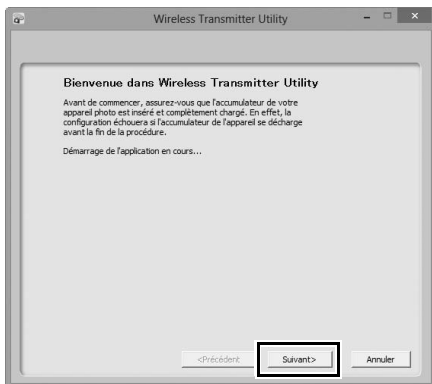 Wireless Transmitter Utility
Bienvenue dans Wireless Transmitter Utility
Avant de commencer, assurez-vous que l'accumulateur de votre
appareil photo est inséré et complètement chargé. En effet, la
configuration échouera si l'accumulateur de l'appareil se décharge
avant la fin de la procédure.
Démarrage de l'application en cours...
<Précédent Suivant> Annuler